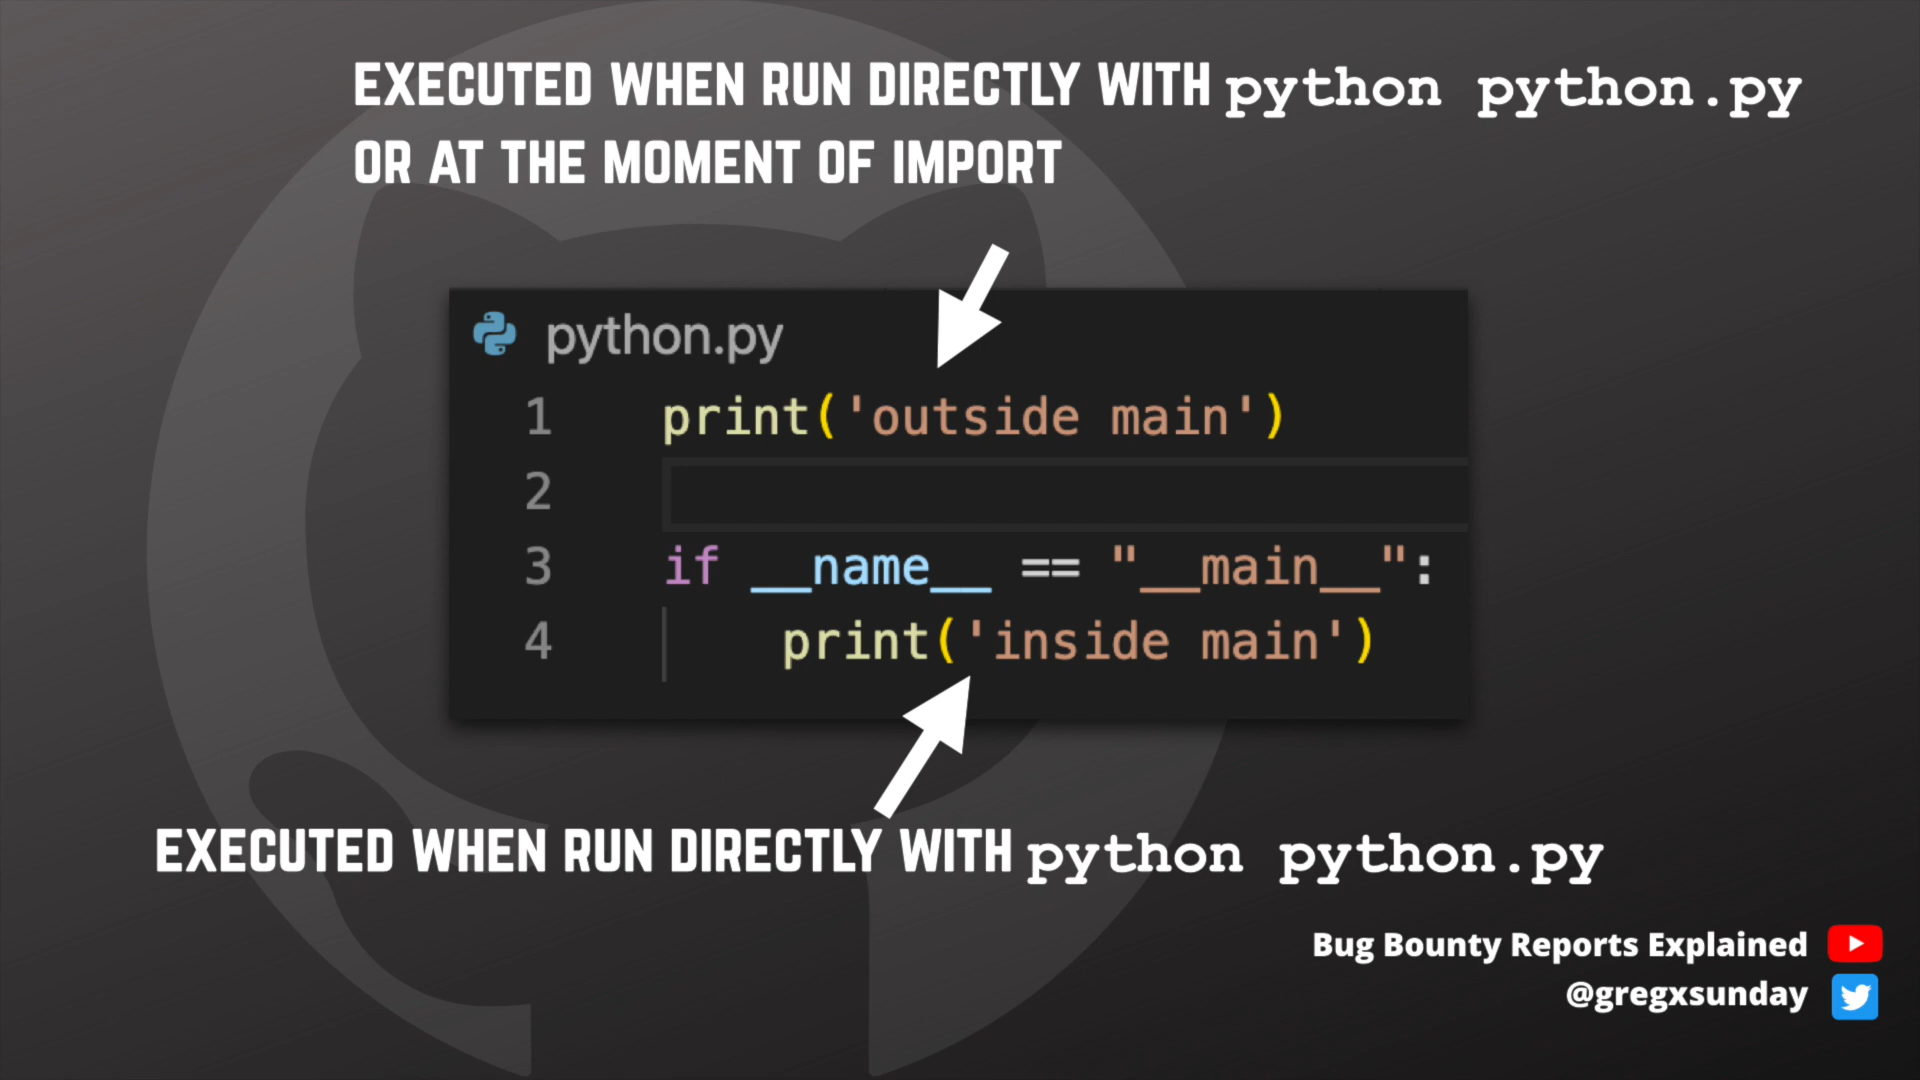 EXECUTED WHEN RUN DIRECTLY WITH python python.py
OR AT THE MOMENT OF IMPORT
python.py
1 print('outside main')
2
3 if __name__ == "__main__":
4 print('inside main')
EXECUTED WHEN RUN DIRECTLY WITH python python.py
Bug Bounty Reports Explained
@gregxsunday